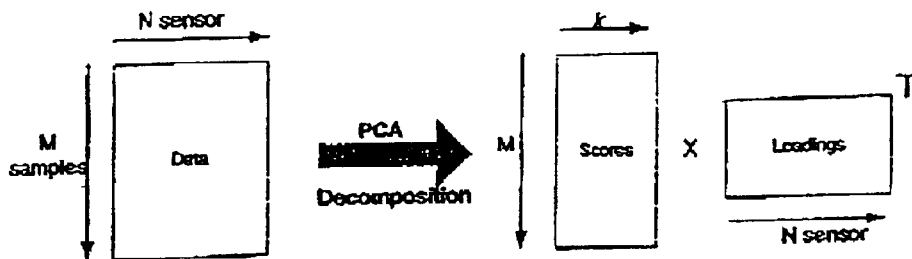 N sensor
M
samples
Data
PCA
Decomposition
k
M
Scores
X
Loadings
T
N sensor